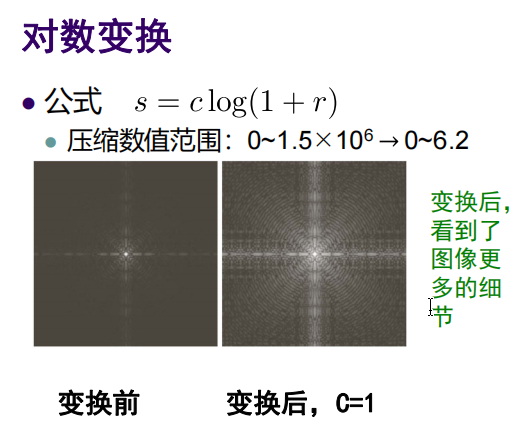 对数变换
公式 s = c log(1 + r)
压缩数值范围：0~1.5×10⁶→0~6.2
变换后，
看到了
图像更
多的细
节
变换前 变换后，C=1